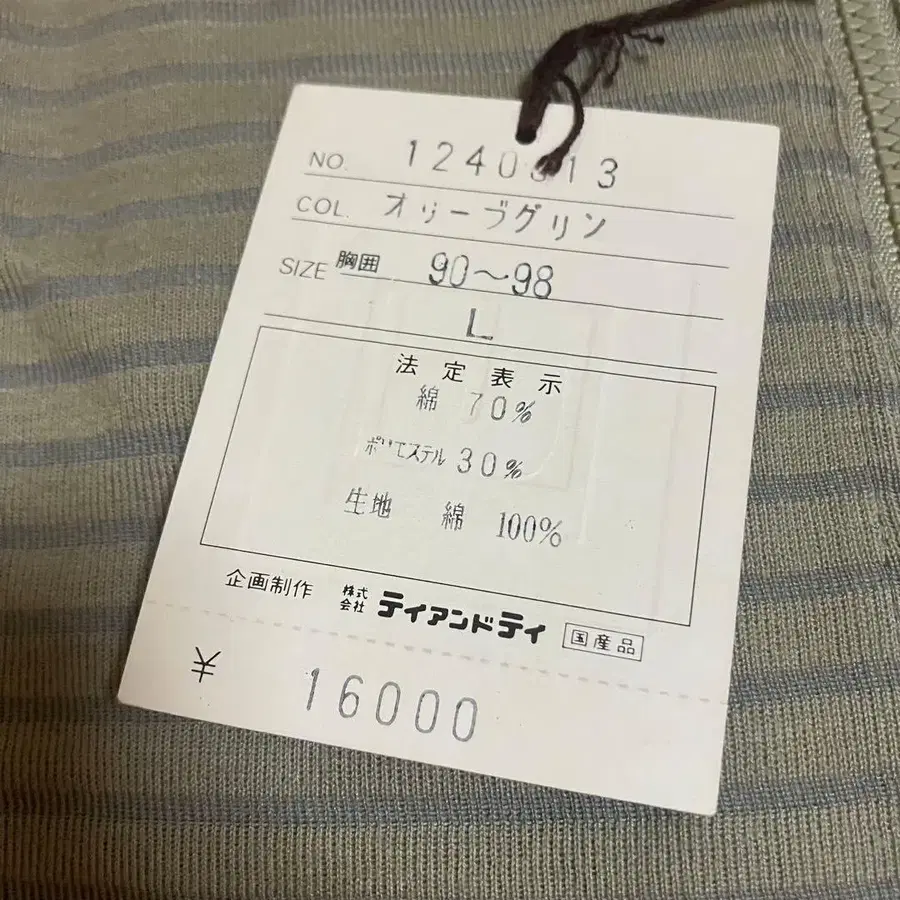 NO. 1240313
COL. オリーブグリン
SIZE 胸囲 90～98
L
法定表示
綿 70%
ポリエステル 30%
生地 綿 100%
企画制作 株式会社 ティアンドティ 国産品
¥ 16000